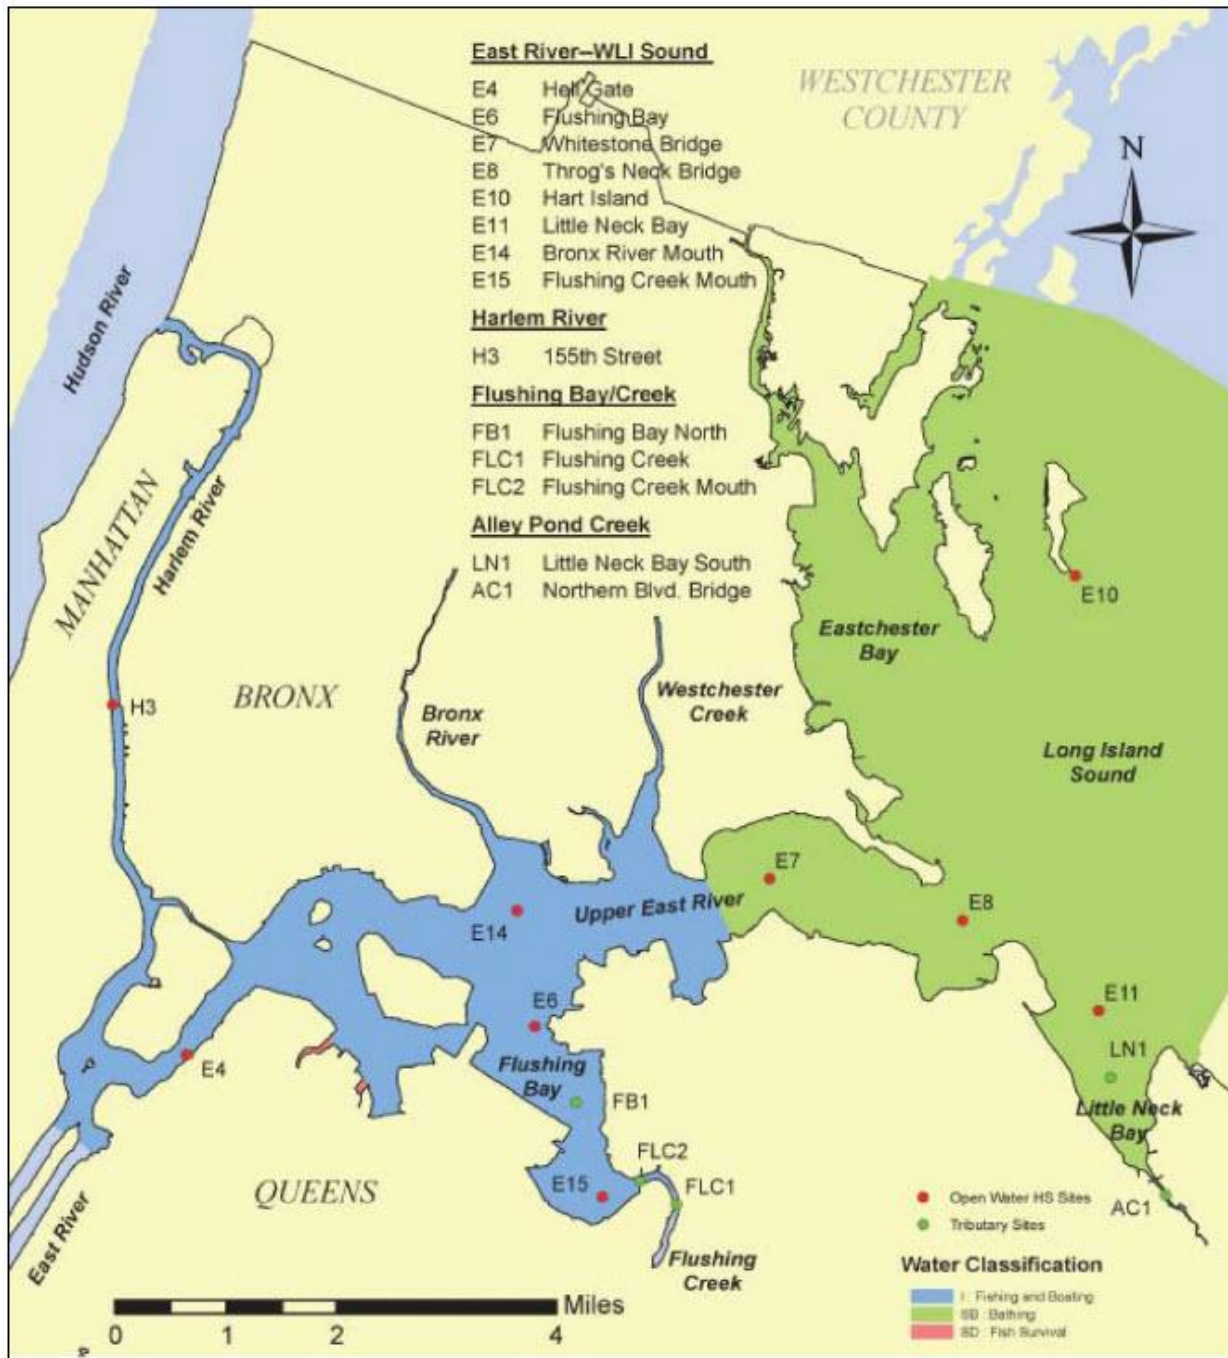 East River–WLI Sound
E4 Hell Gate
E6 Flushing Bay
E7 Whitestone Bridge
E8 Throg's Neck Bridge
E10 Hart Island
E11 Little Neck Bay
E14 Bronx River Mouth
E15 Flushing Creek Mouth
Harlem River
H3 155th Street
Flushing Bay/Creek
FB1 Flushing Bay North
FLC1 Flushing Creek
FLC2 Flushing Creek Mouth
Alley Pond Creek
LN1 Little Neck Bay South
AC1 Northern Blvd. Bridge
WESTCHESTER
COUNTY
N
Hudson River
MANHATTAN
Harlem River
H3
BRONX
Bronx
River
Westchester
Creek
Eastchester
Bay
E10
Long Island
Sound
E7
E8
Upper East River
E14
E6
E11
LN1
E4
Flushing
Bay
FB1
Little Neck
Bay
FLC2
E15
FLC1
AC1
QUEENS
East River
Flushing
Creek
Open Water HS Sites
Tributary Sites
Water Classification
I : Fishing and Boating
SB : Bathing
SD : Fish Survival
Miles
0 1 2 4